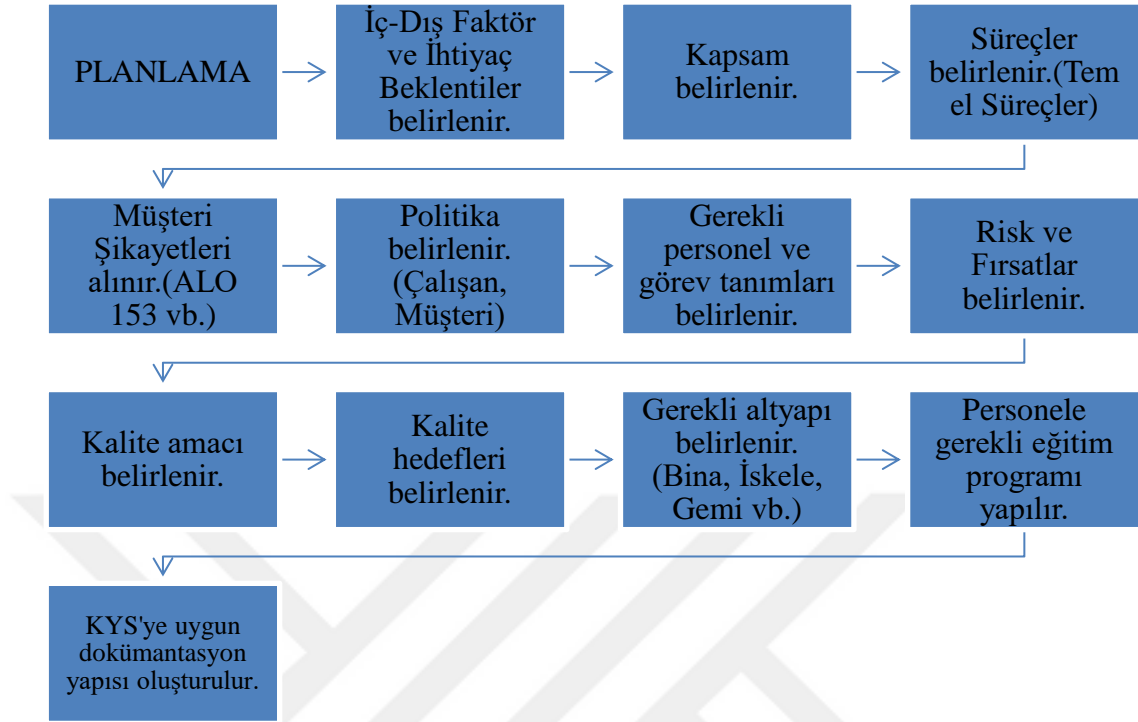 PLANLAMA
İç-Dış Faktör
ve İhtiyaç
Beklentiler
belirlenir.
Kapsam
belirlenir.
Süreçler
belirlenir.(Tem
el Süreçler)
Müşteri
Şikayetleri
alınır.(ALO
153 vb.)
Politika
belirlenir.
(Çalışan,
Müşteri)
Gerekli
personel ve
görev tanımları
belirlenir.
Risk ve
Fırsatlar
belirlenir.
Kalite amacı
belirlenir.
Kalite
hedefleri
belirlenir.
Gerekli altyapı
belirlenir.
(Bina, İskele,
Gemi vb.)
Personele
gerekli eğitim
programı
yapılır.
KYS'ye uygun
dokümantasyon
yapısı oluşturulur.